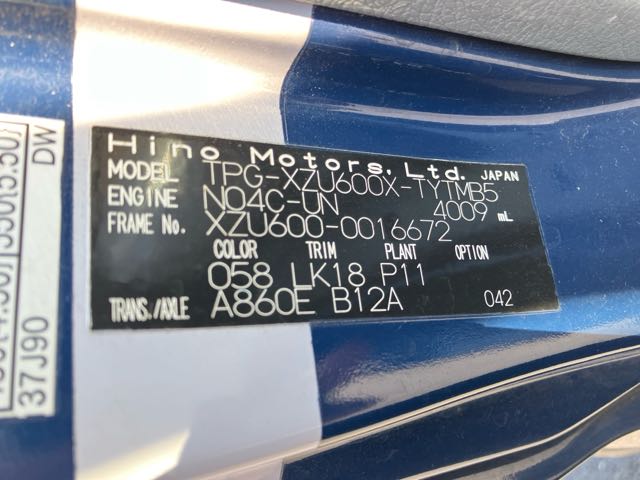 Hino Motors, Ltd. JAPAN
MODEL TPG-XZU600X-TYTMB5
ENGINE N04C-UN 4009 mL
FRAME No. XZU600-0016672
COLOR TRIM PLANT OPTION
058 LK18 P11
TRANS./AXLE A860E B12A 042
DW
37J90